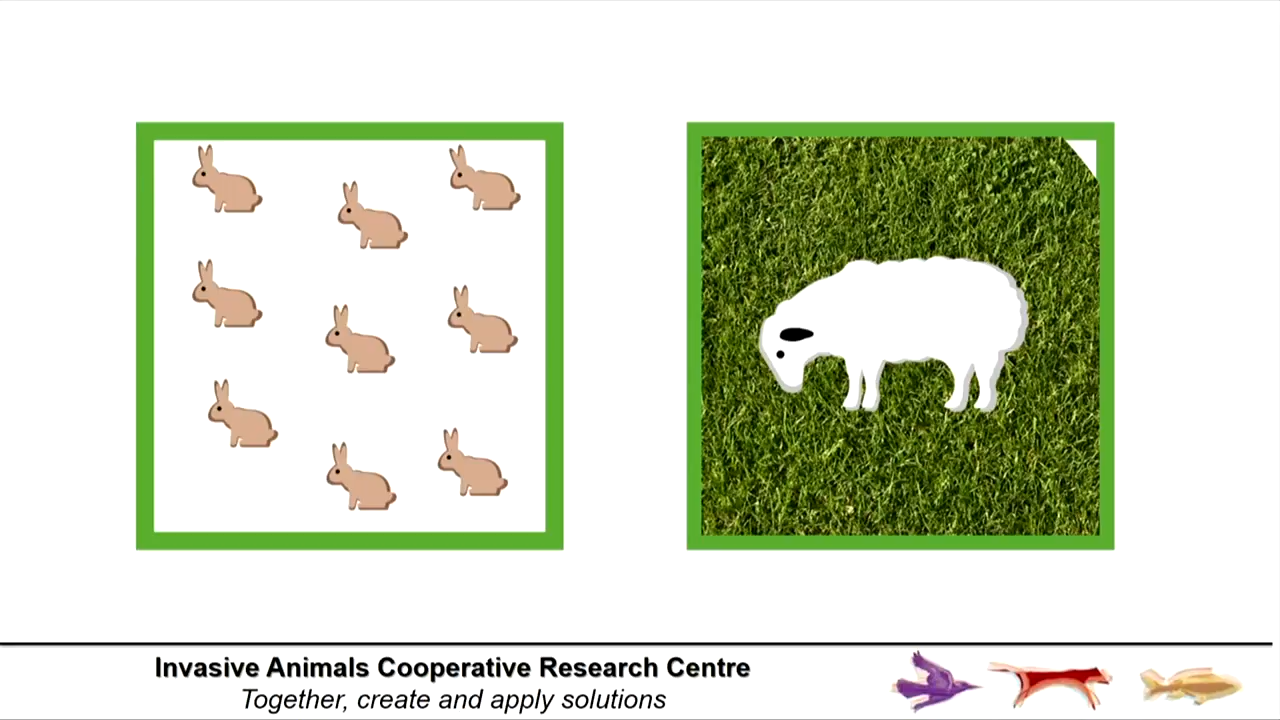 Invasive Animals Cooperative Research Centre
Together, create and apply solutions